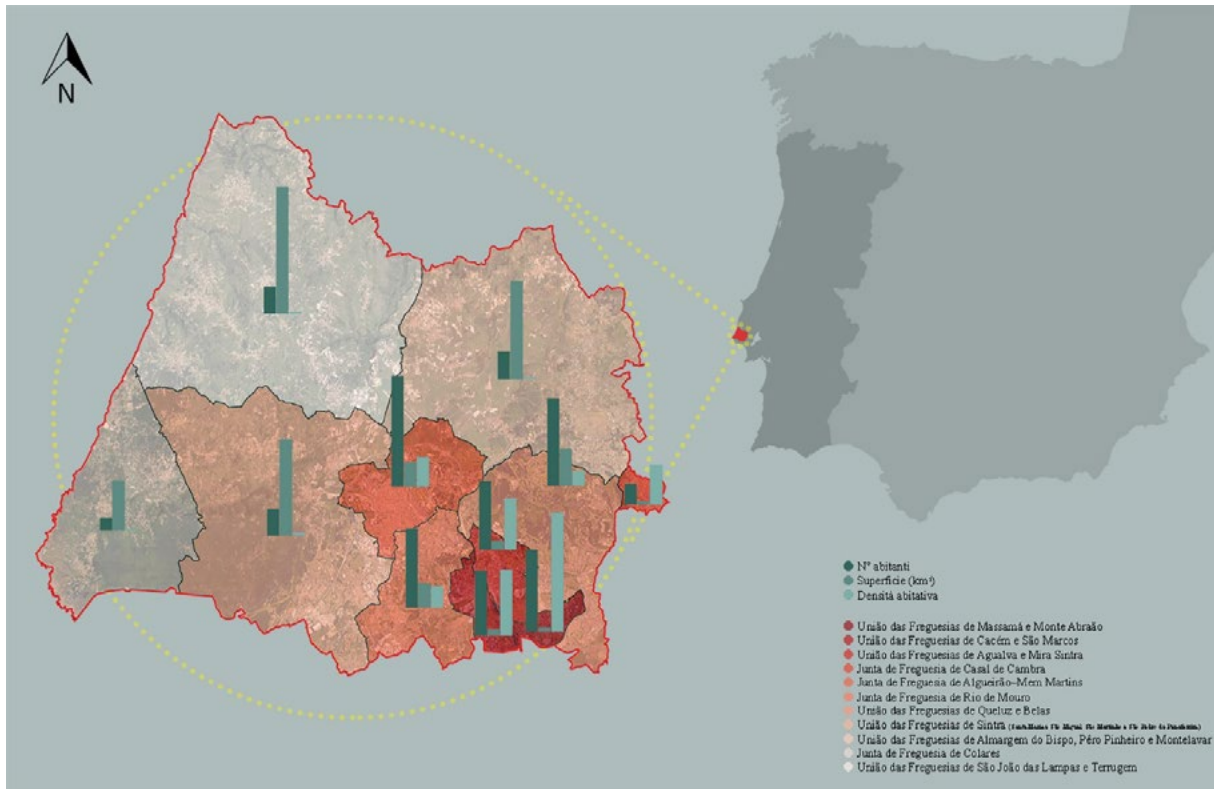 N
N° abitanti
Superficie (km²)
Densità abitativa
União das Freguesias de Massamá e Monte Abraão
União das Freguesias de Cacém e São Marcos
União das Freguesias de Agualva e Mira Sintra
Junta de Freguesia de Casal de Cambra
Junta de Freguesia de Algueirão–Mem Martins
Junta de Freguesia de Rio de Mouro
União das Freguesias de Queluz e Belas
União das Freguesias de Sintra
União das Freguesias de Almargem do Bispo, Pêro Pinheiro e Montelavar
Junta de Freguesia de Colares
União das Freguesias de São João das Lampas e Terrugem